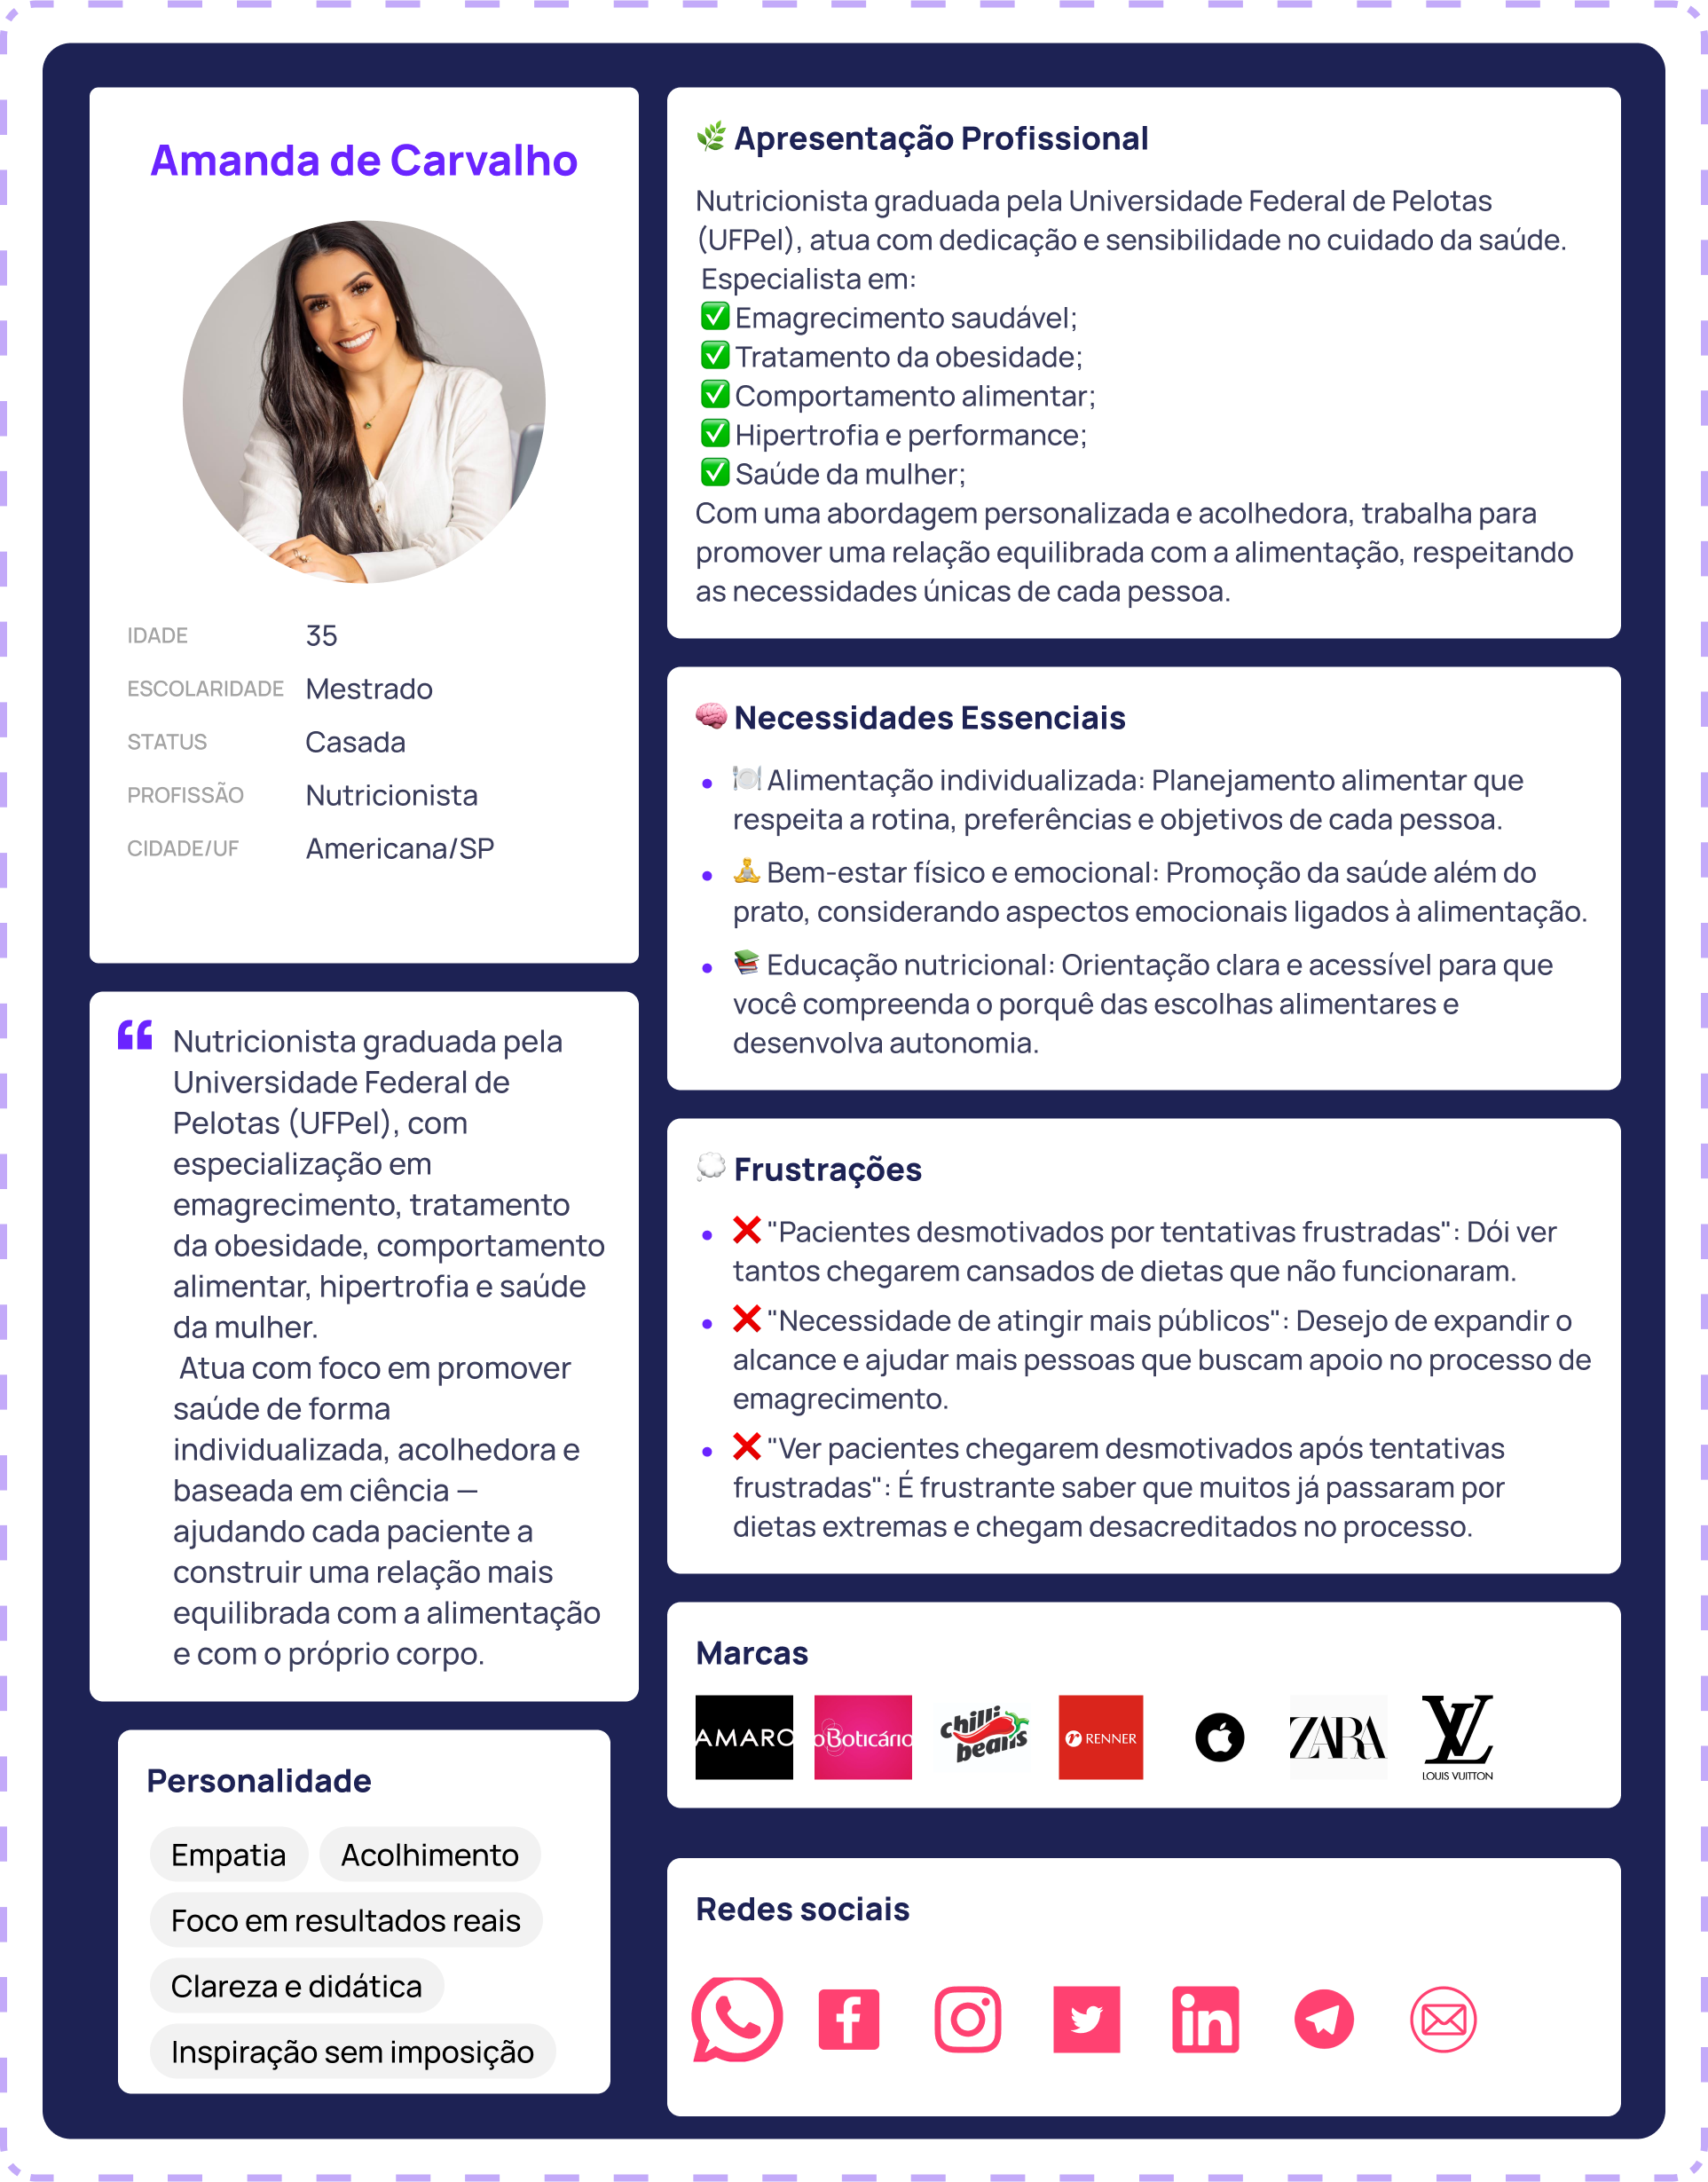 Amanda de Carvalho
IDADE 35
ESCOLARIDADE Mestrado
STATUS Casada
PROFISSÃO Nutricionista
CIDADE/UF Americana/SP
Nutricionista graduada pela
Universidade Federal de
Pelotas (UFPel), com
especialização em
emagrecimento, tratamento
da obesidade, comportamento
alimentar, hipertrofia e saúde
da mulher.
Atua com foco em promover
saúde de forma
individualizada, acolhedora e
baseada em ciência —
ajudando cada paciente a
construir uma relação mais
equilibrada com a alimentação
e com o próprio corpo.
Personalidade
Empatia Acolhimento
Foco em resultados reais
Clareza e didática
Inspiração sem imposição
🌿 Apresentação Profissional
Nutricionista graduada pela Universidade Federal de Pelotas
(UFPel), atua com dedicação e sensibilidade no cuidado da saúde.
Especialista em:
✅ Emagrecimento saudável;
✅ Tratamento da obesidade;
✅ Comportamento alimentar;
✅ Hipertrofia e performance;
✅ Saúde da mulher;
Com uma abordagem personalizada e acolhedora, trabalha para
promover uma relação equilibrada com a alimentação, respeitando
as necessidades únicas de cada pessoa.
🧠 Necessidades Essenciais
• 🍽️ Alimentação individualizada: Planejamento alimentar que
respeita a rotina, preferências e objetivos de cada pessoa.
• 🧘 Bem-estar físico e emocional: Promoção da saúde além do
prato, considerando aspectos emocionais ligados à alimentação.
• 📚 Educação nutricional: Orientação clara e acessível para que
você compreenda o porquê das escolhas alimentares e
desenvolva autonomia.
💭 Frustrações
• ❌ "Pacientes desmotivados por tentativas frustradas": Dói ver
tantos chegarem cansados de dietas que não funcionaram.
• ❌ "Necessidade de atingir mais públicos": Desejo de expandir o
alcance e ajudar mais pessoas que buscam apoio no processo de
emagrecimento.
• ❌ "Ver pacientes chegarem desmotivados após tentativas
frustradas": É frustrante saber que muitos já passaram por
dietas extremas e chegam desacreditados no processo.
Marcas
AMARO oBoticário chilli beans RENNER ZARA LV LOUIS VUITTON
Redes sociais